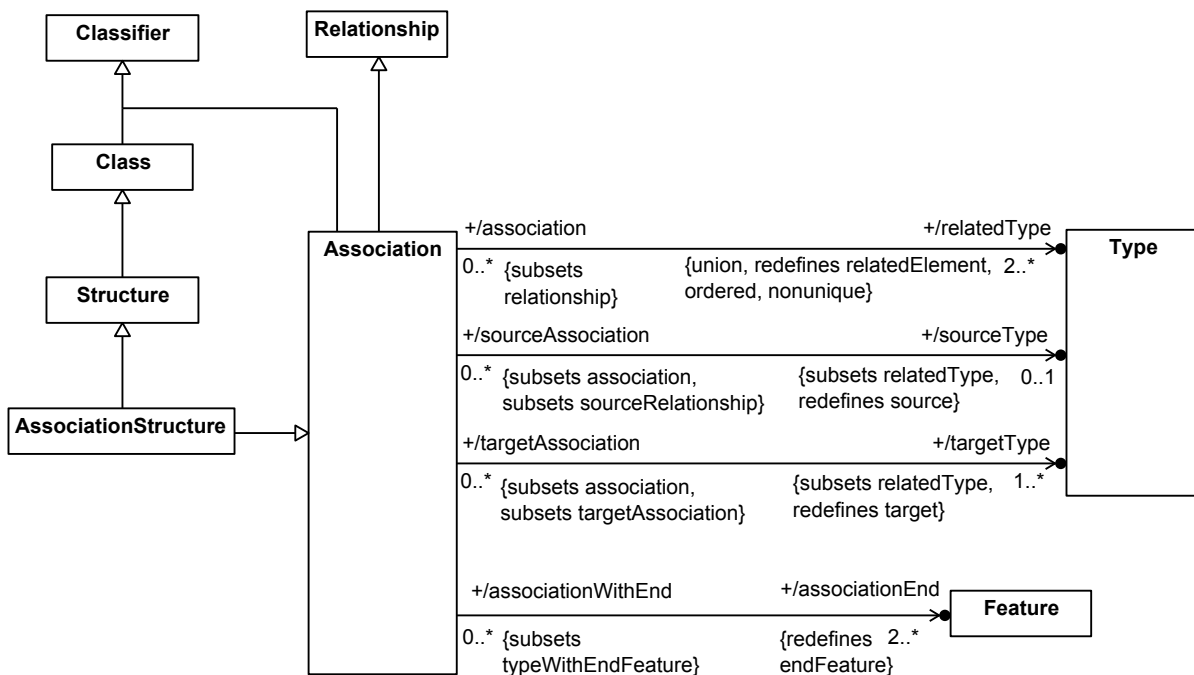 Classifier
Relationship
Class
Structure
AssociationStructure
Association
Type
+/association
+/relatedType
0..*
{subsets
relationship}
{union, redefines relatedElement,
ordered, nonunique}
2..*
+/sourceAssociation
+/sourceType
0..*
{subsets association,
subsets sourceRelationship}
{subsets relatedType,
redefines source}
0..1
+/targetAssociation
+/targetType
0..*
{subsets association,
subsets targetAssociation}
{subsets relatedType,
redefines target}
1..*
+/associationWithEnd
+/associationEnd
0..*
{subsets
typeWithEndFeature}
{redefines
endFeature}
2..*
Feature